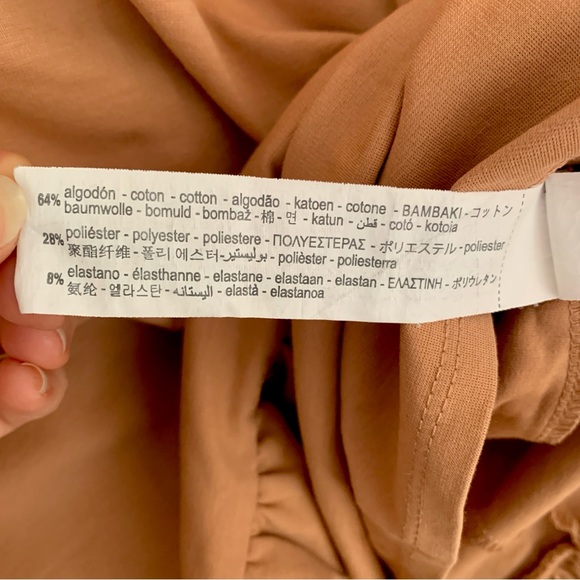 64% algodón - coton - cotton - algodão - katoen - cotone - BAMBAKI - コットン
baumwolle - bomuld - bombaž - 棉 - 면 - katun - قطن - cotó - kotoia
28% poliéster - polyester - poliestere - ΠΟΛΥΕΣΤΕΡΑΣ - ポリエステル - poliester
聚酯纤维 - 폴리 에스터 - بوليستير - polièster - poliesterra
8% elastano - élasthanne - elastane - elastaan - elastan - ΕΛΑΣΤΙΝΗ - ポリウレタン
氨纶 - 엘라스탄 - اليستانه - elastà - elastanoa